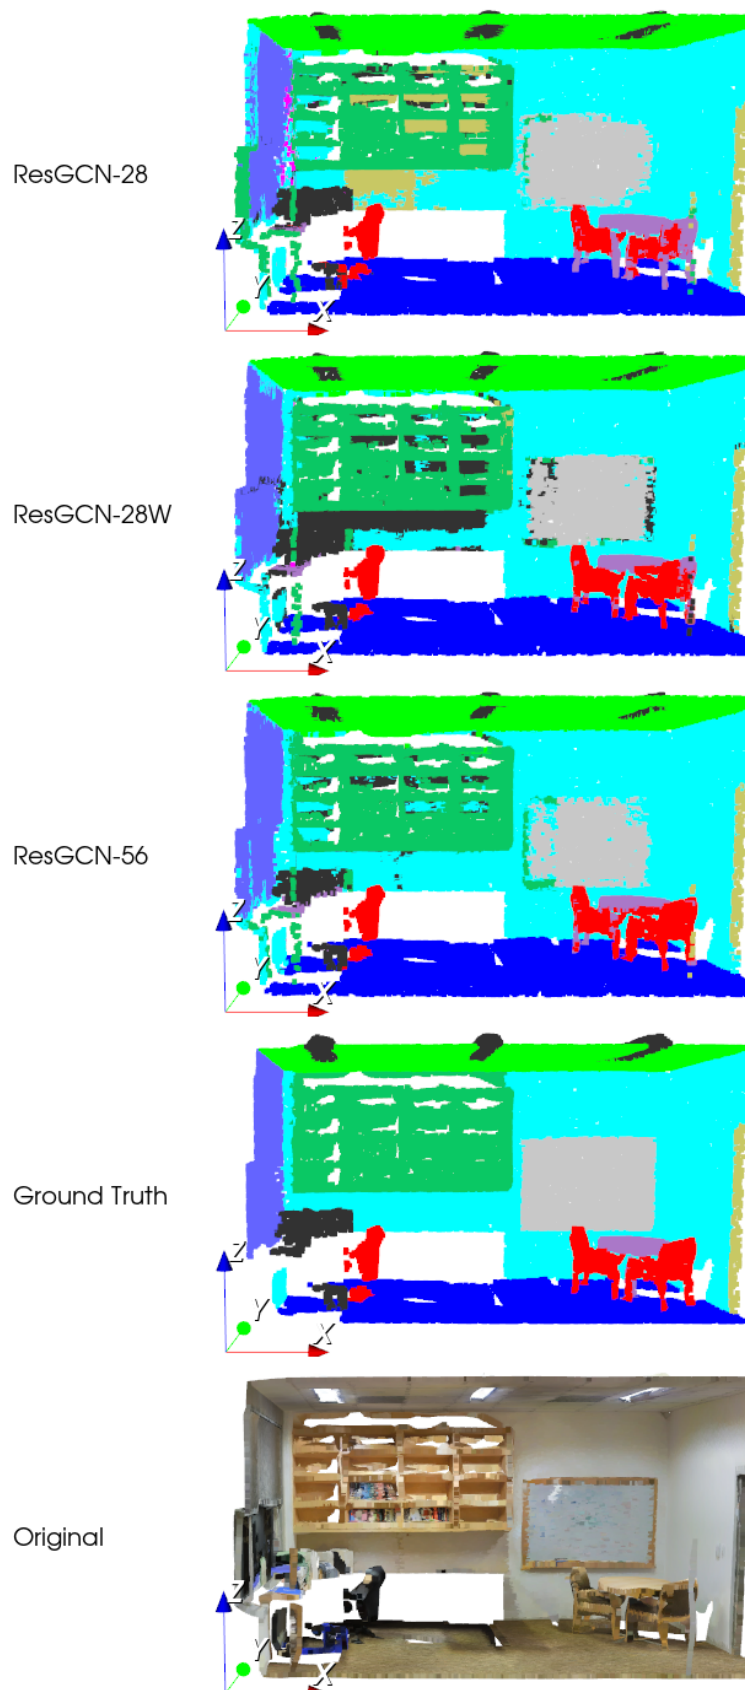 ResGCN-28
Z
Y
X
ResGCN-28W
Z
Y
X
ResGCN-56
Z
Y
X
Ground Truth
Z
Y
X
Original
Z
Y
X